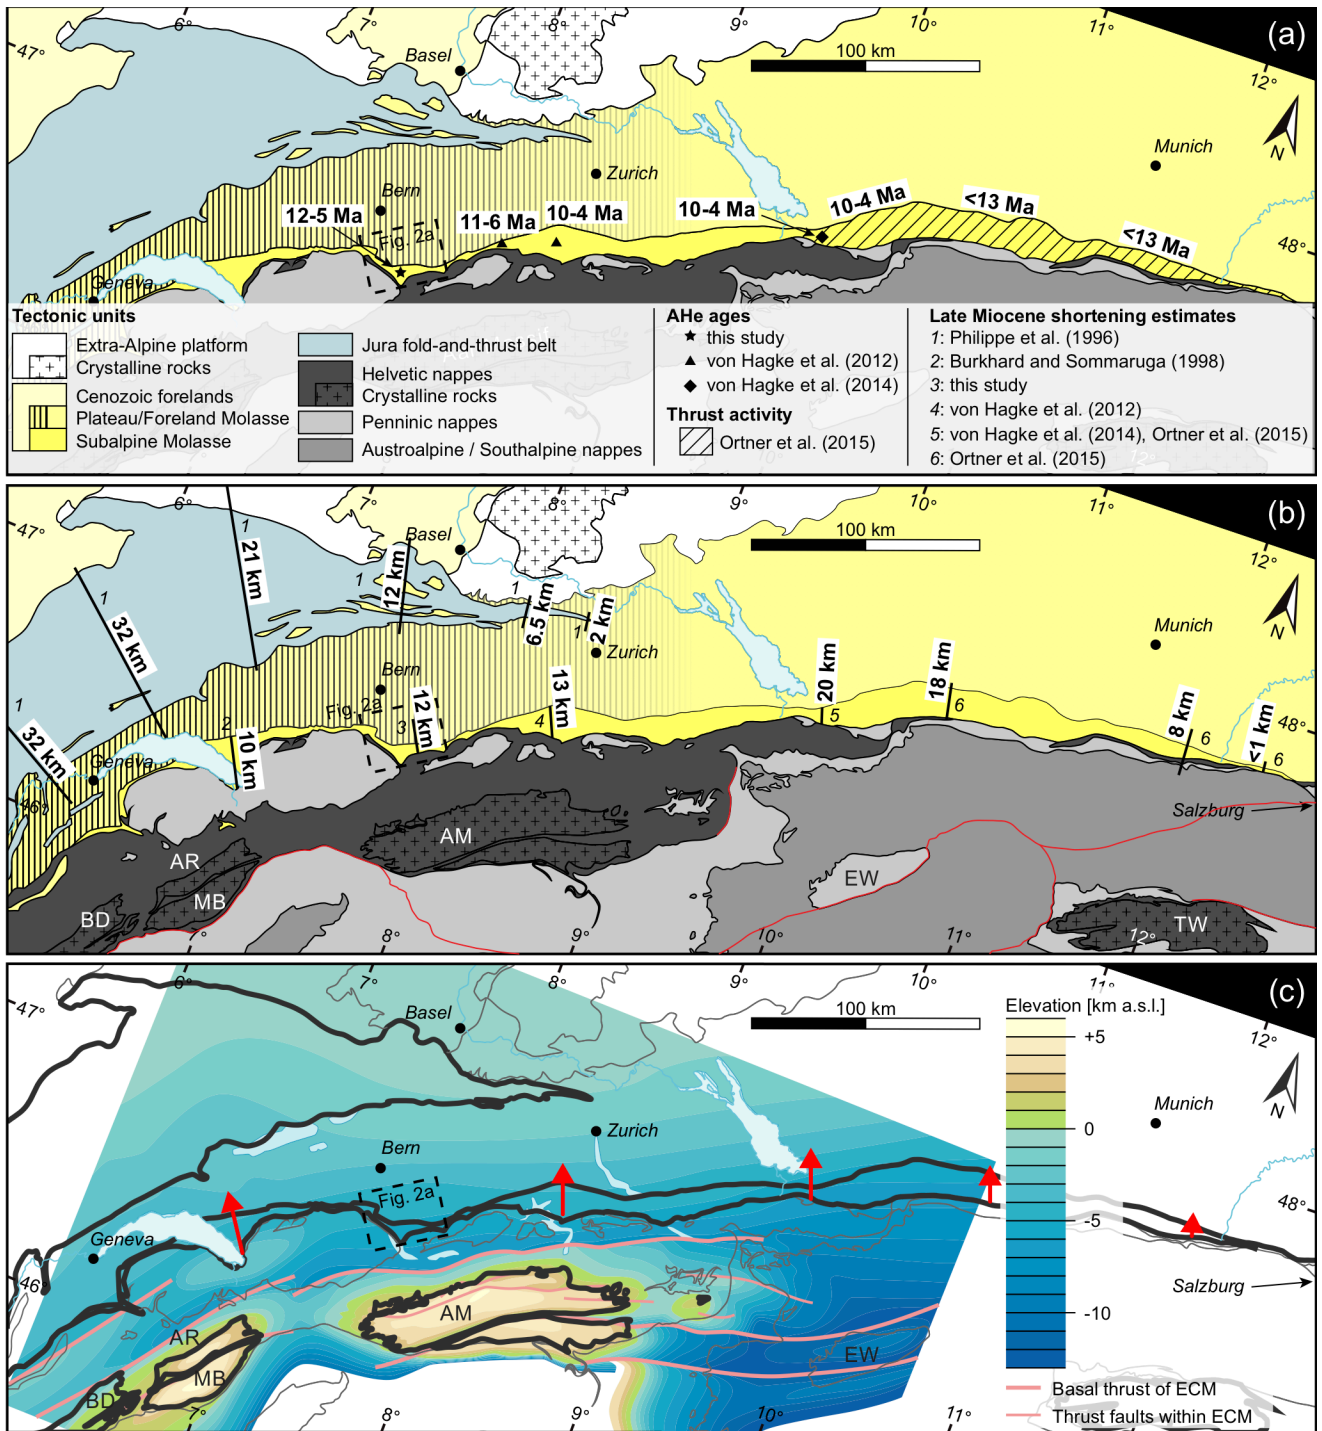 6°
7°
8°
9°
10°
11°
(a)
47°
Basel
100 km
12°
N
Munich
Zurich
Bern
12-5 Ma
11-6 Ma
10-4 Ma
10-4 Ma
10-4 Ma
<13 Ma
<13 Ma
Fig. 2a
48°
Geneva
Tectonic units
Extra-Alpine platform
Crystalline rocks
Cenozoic forelands
Plateau/Foreland Molasse
Subalpine Molasse
Jura fold-and-thrust belt
Helvetic nappes
Crystalline rocks
Penninic nappes
Austroalpine / Southalpine nappes
AHe ages
this study
von Hagke et al. (2012)
von Hagke et al. (2014)
Thrust activity
Ortner et al. (2015)
Late Miocene shortening estimates
1: Philippe et al. (1996)
2: Burkhard and Sommaruga (1998)
3: this study
4: von Hagke et al. (2012)
5: von Hagke et al. (2014), Ortner et al. (2015)
6: Ortner et al. (2015)
12°
6°
7°
8°
9°
10°
11°
(b)
47°
1
21 km
Basel
100 km
12°
N
1
12 km
1
6.5 km
1
2 km
1
32 km
Zurich
Munich
Bern
Fig. 2a
1
32 km
2
10 km
3
12 km
4
13 km
20 km
5
18 km
6
8 km
6
<1 km
6
48°
Geneva
46°
Salzburg
AR
MB
BD
AM
EW
TW
7°
8°
9°
10°
11°
12°
6°
7°
8°
9°
10°
11°
(c)
47°
Basel
100 km
Elevation [km a.s.l.]
+5
0
-5
-10
12°
N
Munich
Zurich
Bern
Fig. 2a
48°
Geneva
46°
Salzburg
AR
MB
BD
AM
EW
Basal thrust of ECM
Thrust faults within ECM
7°
8°
9°
10°
11°